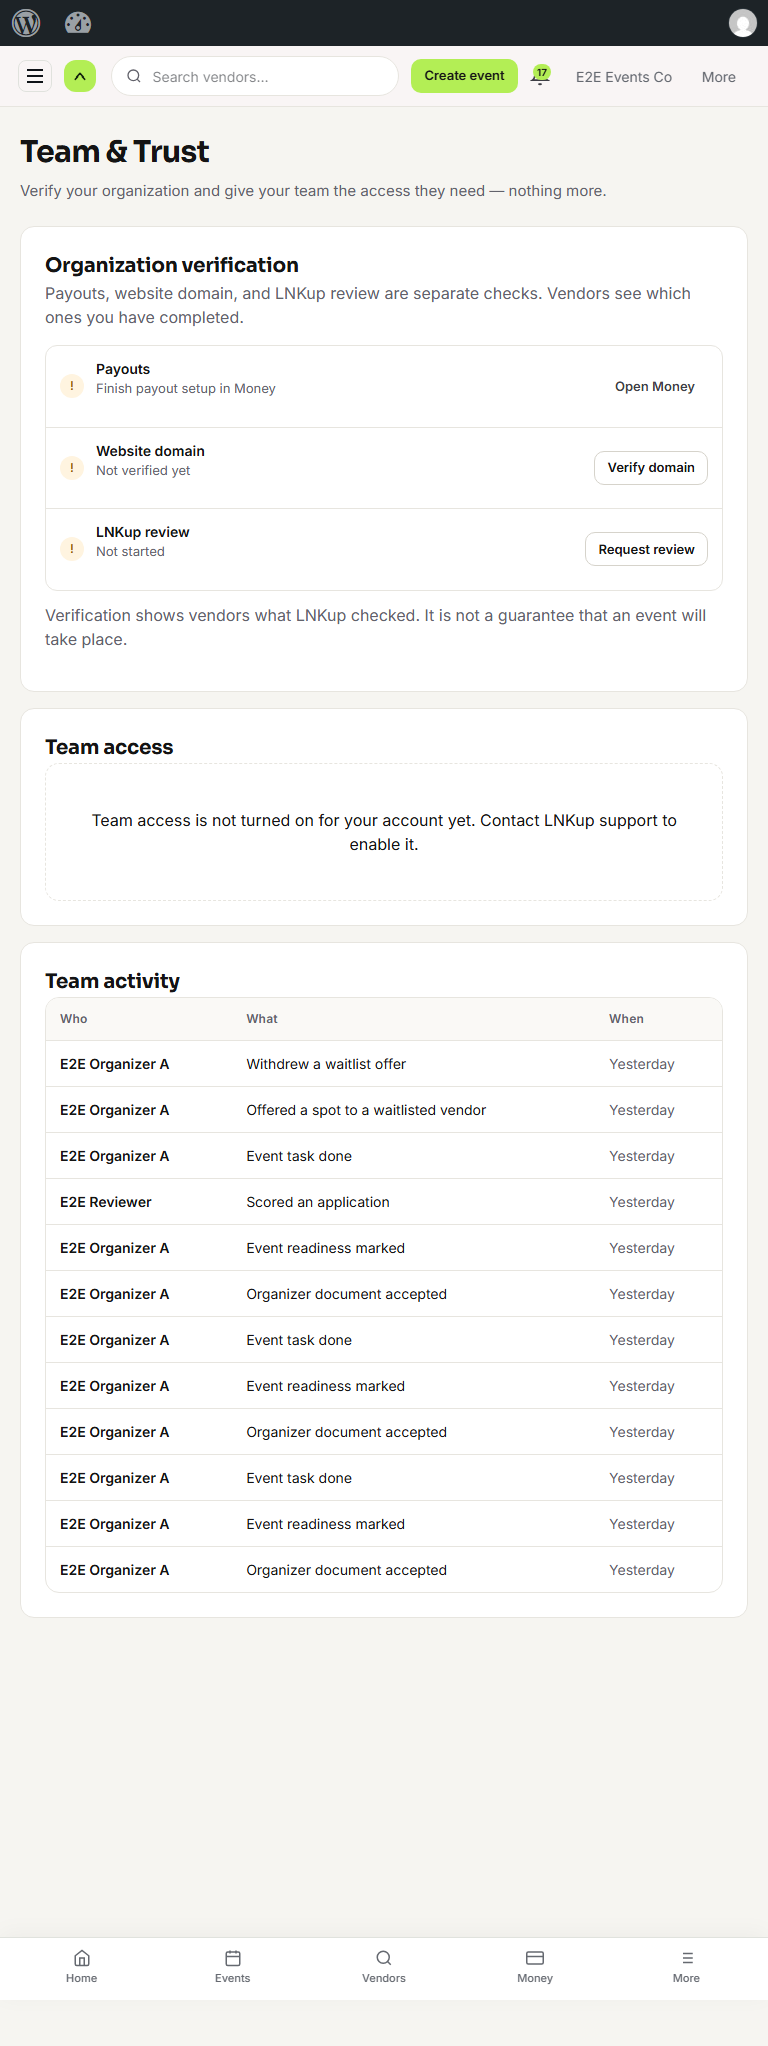 Search vendors...
Create event
17
E2E Events Co
More
Team & Trust
Verify your organization and give your team the access they need — nothing more.
Organization verification
Payouts, website domain, and LNKup review are separate checks. Vendors see which
ones you have completed.
!
Payouts
Finish payout setup in Money
Open Money
!
Website domain
Not verified yet
Verify domain
!
LNKup review
Not started
Request review
Verification shows vendors what LNKup checked. It is not a guarantee that an event will
take place.
Team access
Team access is not turned on for your account yet. Contact LNKup support to
enable it.
Team activity
Who What When
E2E Organizer A Withdrew a waitlist offer Yesterday
E2E Organizer A Offered a spot to a waitlisted vendor Yesterday
E2E Organizer A Event task done Yesterday
E2E Reviewer Scored an application Yesterday
E2E Organizer A Event readiness marked Yesterday
E2E Organizer A Organizer document accepted Yesterday
E2E Organizer A Event task done Yesterday
E2E Organizer A Event readiness marked Yesterday
E2E Organizer A Organizer document accepted Yesterday
E2E Organizer A Event task done Yesterday
E2E Organizer A Event readiness marked Yesterday
E2E Organizer A Organizer document accepted Yesterday
Home Events Vendors Money More